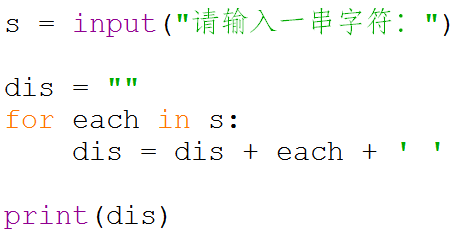 s = input("请输入一串字符：")
dis = ""
for each in s:
    dis = dis + each + ' '
print(dis)